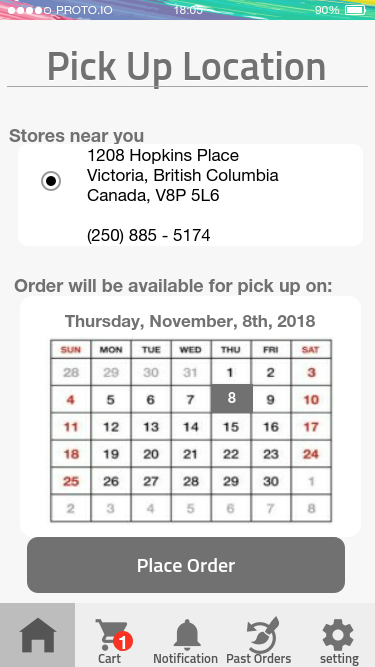 PROTO.IO 18:05 90%
Pick Up Location
Stores near you
1208 Hopkins Place
Victoria, British Columbia
Canada, V8P 5L6
(250) 885 - 5174
Order will be available for pick up on:
Thursday, November, 8th, 2018
SUN MON TUE WED THU FRI SAT
28 29 30 31 1 2 3
4 5 6 7 8 9 10
11 12 13 14 15 16 17
18 19 20 21 22 23 24
25 26 27 28 29 30 1
2 3 4 5 6 7 8
Place Order
1
Cart Notification Past Orders setting